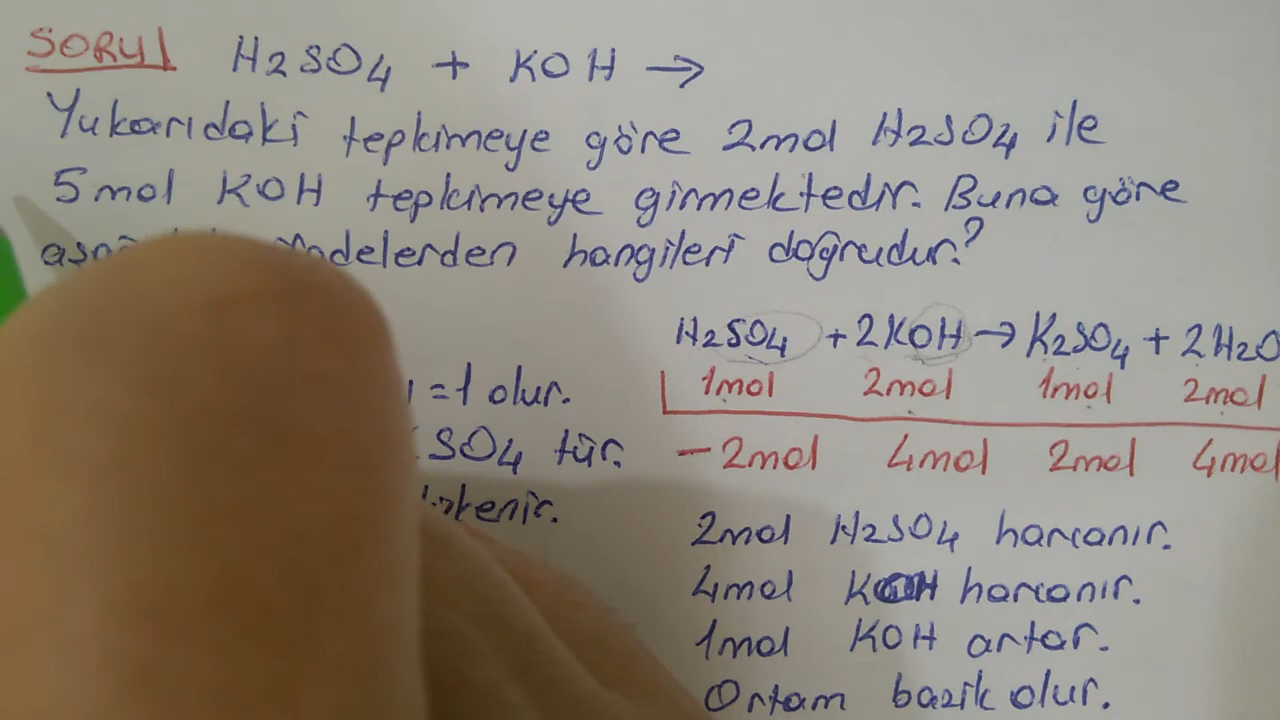 SORU
H2SO4 + KOH →
Yukarıdaki tepkimeye göre 2mol H2SO4 ile
5mol KOH tepkimeye girmektedir. Buna göre
hangileri doğrudur?
H2SO4 + 2KOH → K2SO4 + 2H2O
1mol 2mol 1mol 2mol
=1 olur.
SO4 tür.
-2mol 4mol 2mol 4mol
2mol H2SO4 harcanır.
4mol KOH harcanır.
1mol KOH artar.
Ortam bazik olur.